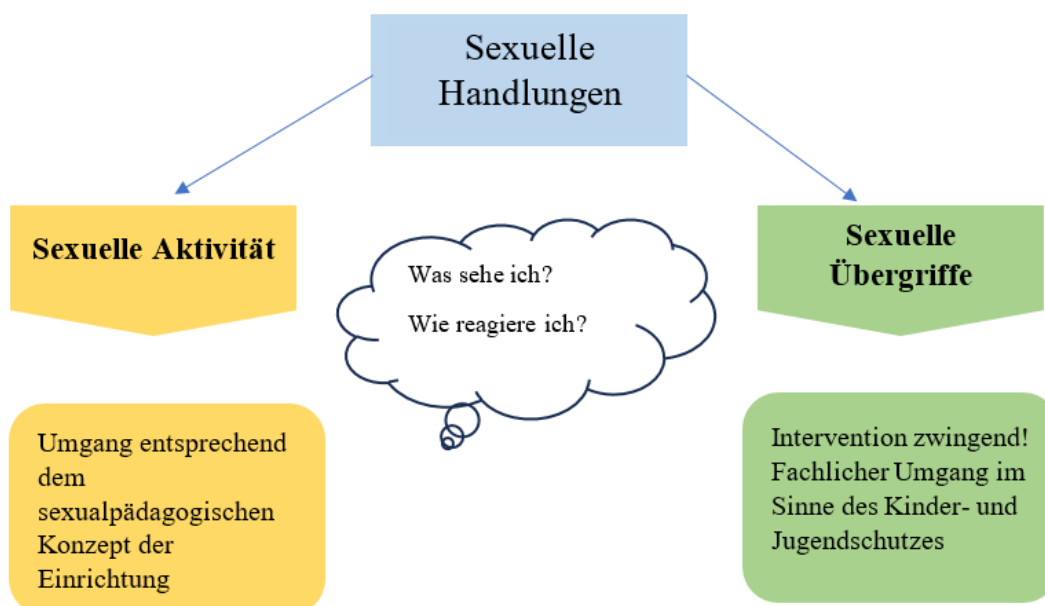 Sexuelle
Handlungen
Sexuelle Aktivität
Was sehe ich?
Wie reagiere ich?
Sexuelle
Übergriffe
Umgang entsprechend
dem
sexualpädagogischen
Konzept der
Einrichtung
Intervention zwingend!
Fachlicher Umgang im
Sinne des Kinder- und
Jugendschutzes